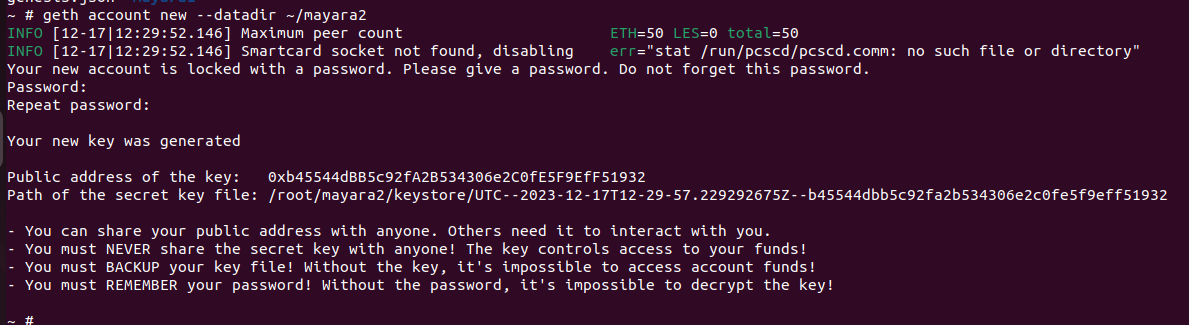 ~ # geth account new --datadir ~/mayara2
INFO [12-17|12:29:52.146] Maximum peer count ETH=50 LES=0 total=50
INFO [12-17|12:29:52.146] Smartcard socket not found, disabling err="stat /run/pcscd/pcscd.comm: no such file or directory"
Your new account is locked with a password. Please give a password. Do not forget this password.
Password:
Repeat password:
Your new key was generated
Public address of the key: 0xb45544dBB5c92fA2B534306e2C0fE5F9EfF51932
Path of the secret key file: /root/mayara2/keystore/UTC--2023-12-17T12-29-57.229292675Z--b45544dbb5c92fa2b534306e2c0fe5f9eff51932
- You can share your public address with anyone. Others need it to interact with you.
- You must NEVER share the secret key with anyone! The key controls access to your funds!
- You must BACKUP your key file! Without the key, it's impossible to access account funds!
- You must REMEMBER your password! Without the password, it's impossible to decrypt the key!
~ #